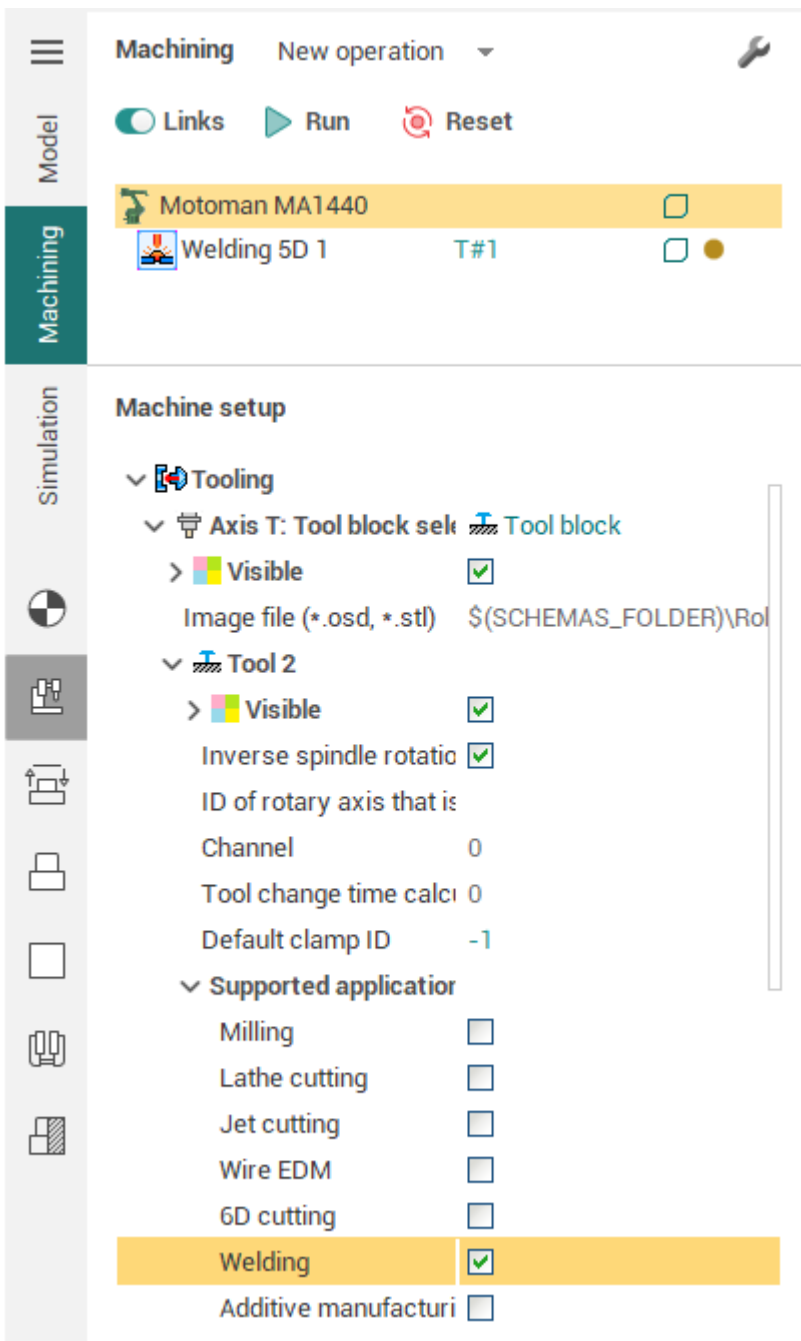 Machining New operation
Links Run Reset
Model
Machining
Simulation
Motoman MA1440
Welding 5D 1 T#1
Machine setup
Tooling
Axis T: Tool block sele Tool block
Visible
Image file (*.osd, *.stl) $(SCHEMAS_FOLDER)\Rol
Tool 2
Visible
Inverse spindle rotatio
ID of rotary axis that is
Channel 0
Tool change time calcu 0
Default clamp ID -1
Supported application
Milling
Lathe cutting
Jet cutting
Wire EDM
6D cutting
Welding
Additive manufacturi